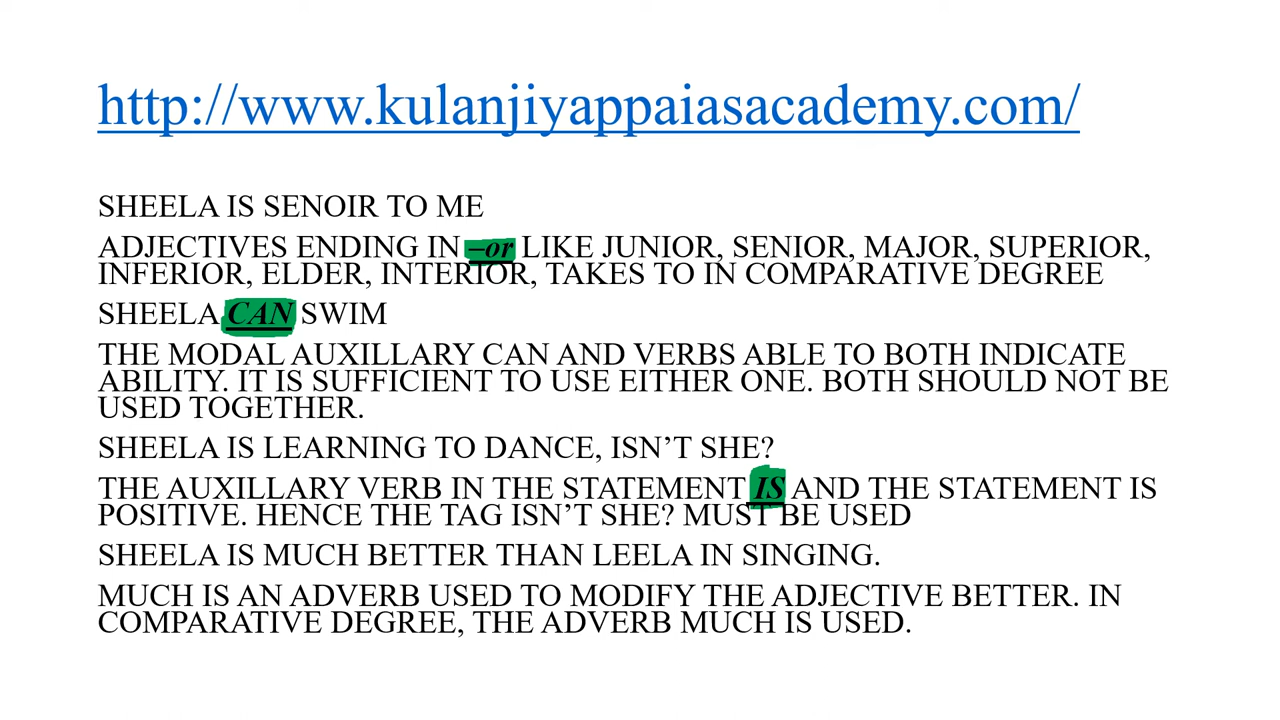 http://www.kulanjiyappaiasacademy.com/
SHEELA IS SENOIR TO ME
ADJECTIVES ENDING IN –or LIKE JUNIOR, SENIOR, MAJOR, SUPERIOR,
INFERIOR, ELDER, INTERIOR, TAKES TO IN COMPARATIVE DEGREE
SHEELA CAN SWIM
THE MODAL AUXILLARY CAN AND VERBS ABLE TO BOTH INDICATE
ABILITY. IT IS SUFFICIENT TO USE EITHER ONE. BOTH SHOULD NOT BE
USED TOGETHER.
SHEELA IS LEARNING TO DANCE, ISN’T SHE?
THE AUXILLARY VERB IN THE STATEMENT IS AND THE STATEMENT IS
POSITIVE. HENCE THE TAG ISN’T SHE? MUST BE USED
SHEELA IS MUCH BETTER THAN LEELA IN SINGING.
MUCH IS AN ADVERB USED TO MODIFY THE ADJECTIVE BETTER. IN
COMPARATIVE DEGREE, THE ADVERB MUCH IS USED.